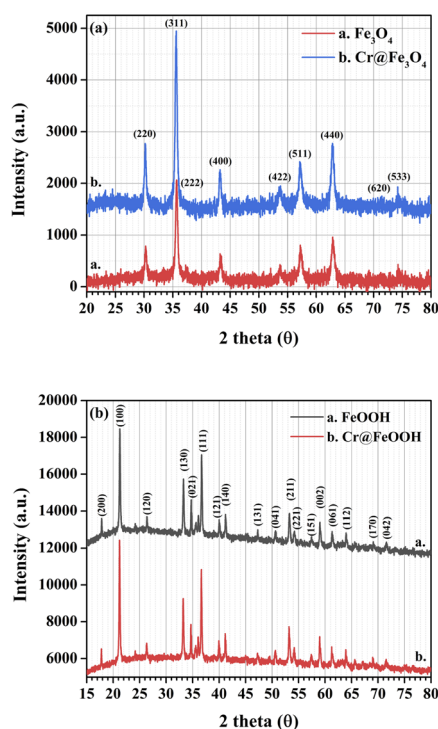 (a)
(311)
a. Fe₃O₄
b. Cr@Fe₃O₄
(220)
(222)
(400)
(422)
(511)
(440)
(620)
(533)
b.
a.
5000
4000
3000
2000
1000
0
Intensity (a.u.)
20 25 30 35 40 45 50 55 60 65 70 75 80
2 theta (θ)
(b)
a. FeOOH
b. Cr@FeOOH
(200)
(100)
(120)
(130)
(021)
(111)
(121)
(140)
(131)
(041)
(211)
(221)
(151)
(002)
(061)
(112)
(170)
(042)
a.
b.
20000
18000
16000
14000
12000
10000
8000
6000
Intensity (a.u.)
15 20 25 30 35 40 45 50 55 60 65 70 75 80
2 theta (θ)